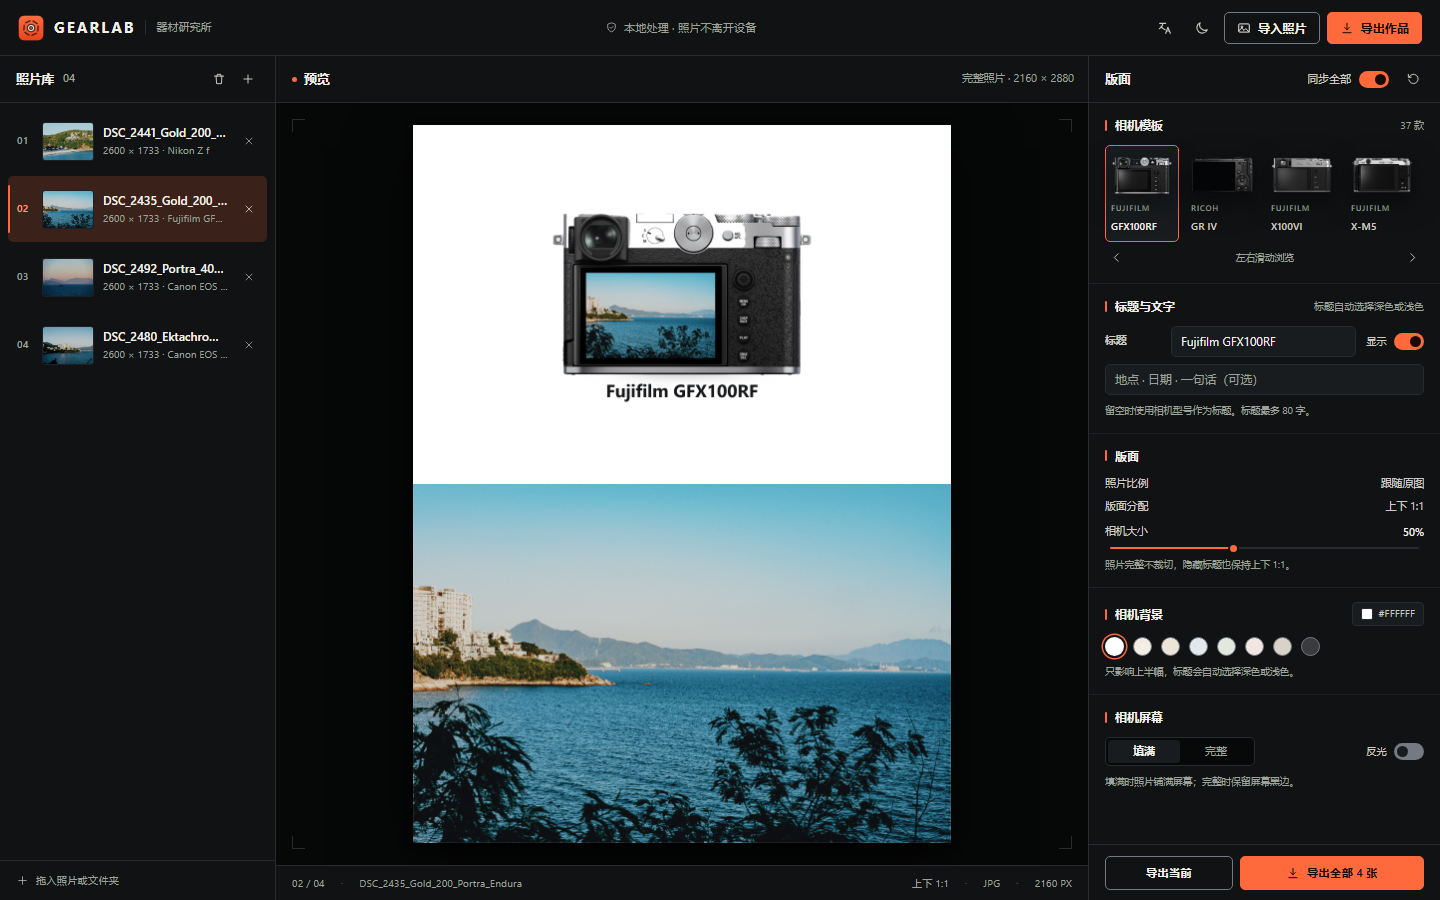 GEARLAB 器材研究所
本地处理 · 照片不离开设备
导入照片
导出作品
照片库 04
01
DSC_2441_Gold_200_...
2600 × 1733 · Nikon Z f
02
DSC_2435_Gold_200_...
2600 × 1733 · Fujifilm GF...
03
DSC_2492_Portra_40...
2600 × 1733 · Canon EOS ...
04
DSC_2480_Ektachro...
2600 × 1733 · Canon EOS ...
拖入照片或文件夹
预览
完整照片 · 2160 × 2880
Fujifilm GFX100RF
02 / 04 · DSC_2435_Gold_200_Portra_Endura
上下 1:1 · JPG · 2160 PX
版面
同步全部
相机模板
37 款
FUJIFILM
GFX100RF
RICOH
GR IV
FUJIFILM
X100VI
FUJIFILM
X-M5
左右滑动浏览
标题与文字
标题自动选择深色或浅色
标题
Fujifilm GFX100RF
显示
地点 · 日期 · 一句话（可选）
留空时使用相机型号作为标题。标题最多 80 字。
版面
照片比例
跟随原图
版面分配
上下 1:1
相机大小
50%
照片完整不裁切，隐藏标题也保持上下 1:1。
相机背景
#FFFFFF
只影响上半幅，标题会自动选择深色或浅色。
相机屏幕
填满
完整
反光
填满时照片铺满屏幕；完整时保留屏幕黑边。
导出当前
导出全部 4 张